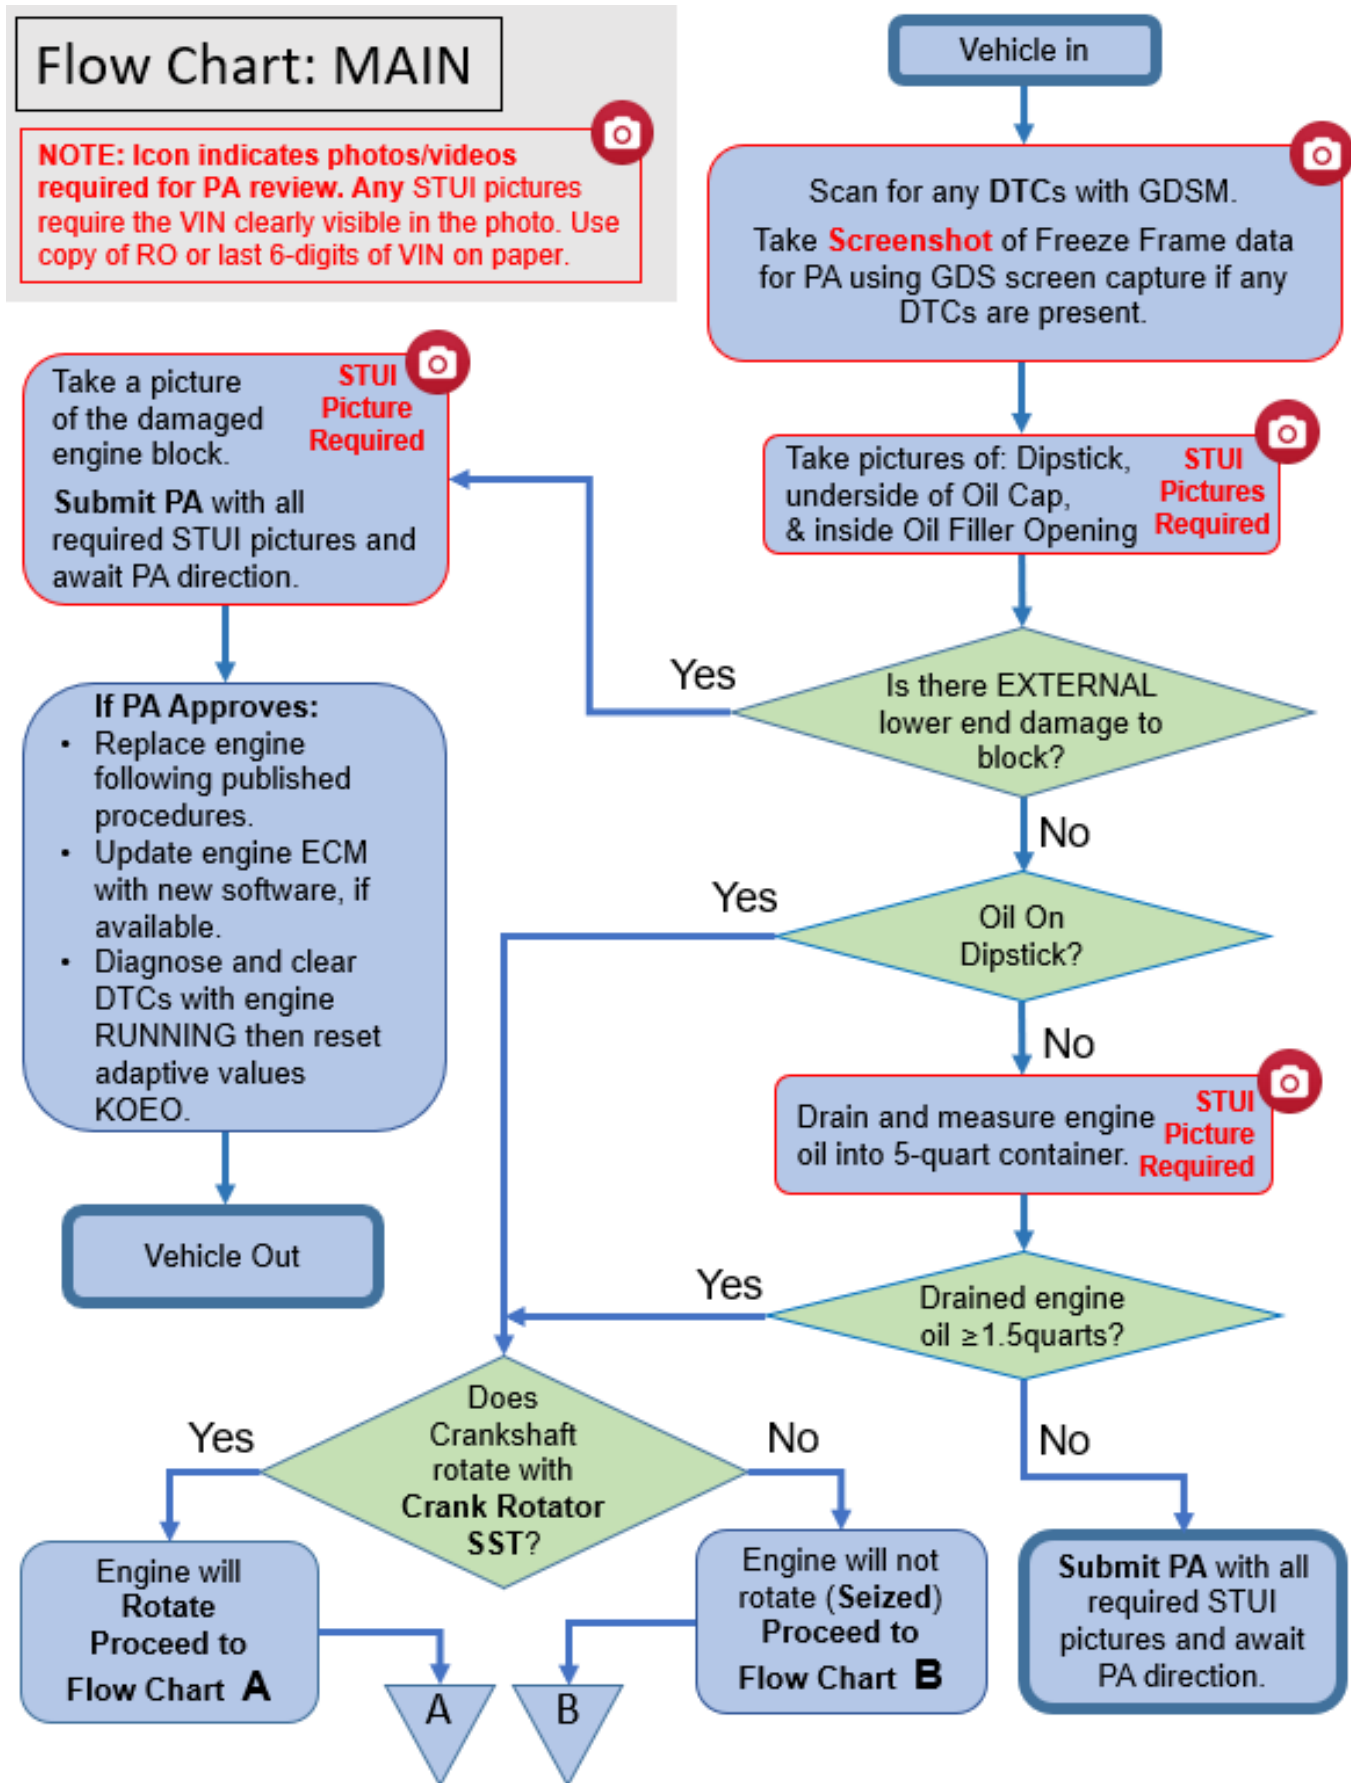 Flow Chart: MAIN
NOTE: Icon indicates photos/videos
required for PA review. Any STUI pictures
require the VIN clearly visible in the photo. Use
copy of RO or last 6-digits of VIN on paper.
Vehicle in
Scan for any DTCs with GDSM.
Take Screenshot of Freeze Frame data
for PA using GDS screen capture if any
DTCs are present.
Take pictures of: Dipstick,
underside of Oil Cap,
& inside Oil Filler Opening
STUI
Pictures
Required
Is there EXTERNAL
lower end damage to
block?
Yes
Take a picture
of the damaged
engine block.
STUI
Picture
Required
Submit PA with all
required STUI pictures and
await PA direction.
If PA Approves:
• Replace engine
following published
procedures.
• Update engine ECM
with new software, if
available.
• Diagnose and clear
DTCs with engine
RUNNING then reset
adaptive values
KOEO.
Vehicle Out
No
Oil On
Dipstick?
Yes
No
Drain and measure engine
oil into 5-quart container.
STUI
Picture
Required
Drained engine
oil ≥1.5quarts?
Yes
No
Submit PA with all
required STUI
pictures and await
PA direction.
Does
Crankshaft
rotate with
Crank Rotator
SST?
Yes
Engine will
Rotate
Proceed to
Flow Chart A
A
No
Engine will not
rotate (Seized)
Proceed to
Flow Chart B
B